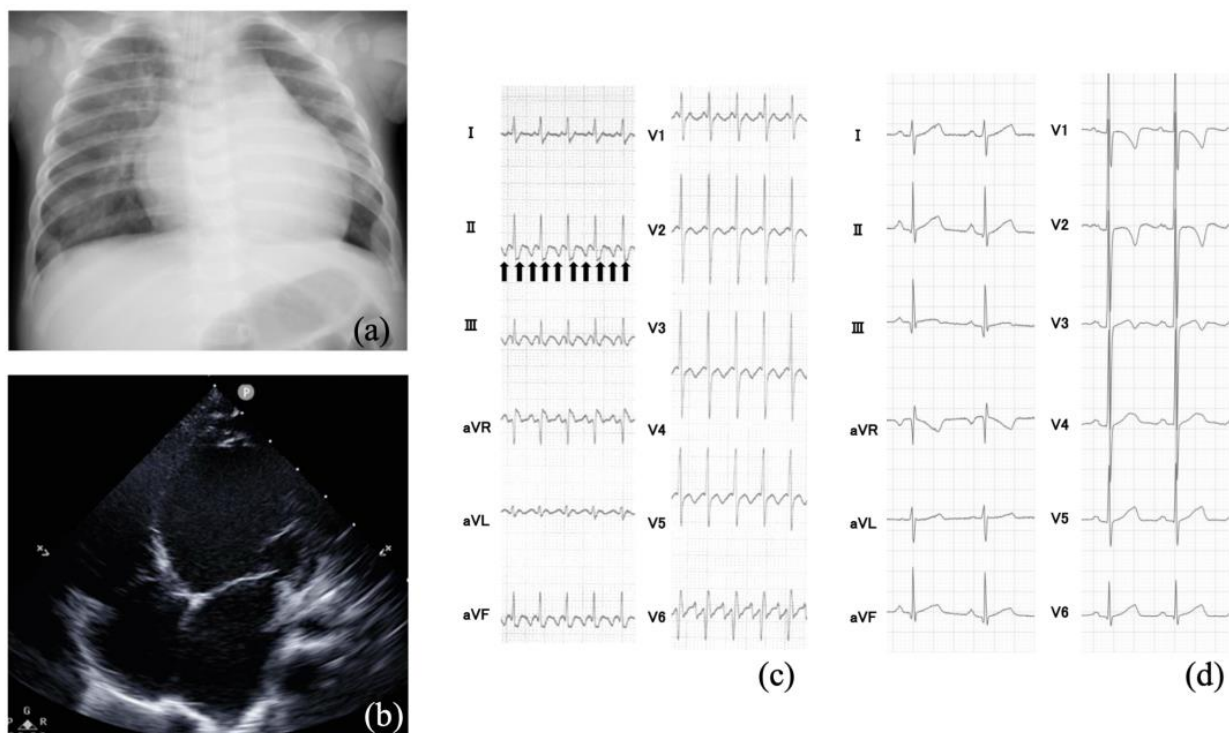 (a)
P
G
P R
(b)
I
II
III
aVR
aVL
aVF
V1
V2
V3
V4
V5
V6
(c)
I
II
III
aVR
aVL
aVF
V1
V2
V3
V4
V5
V6
(d)